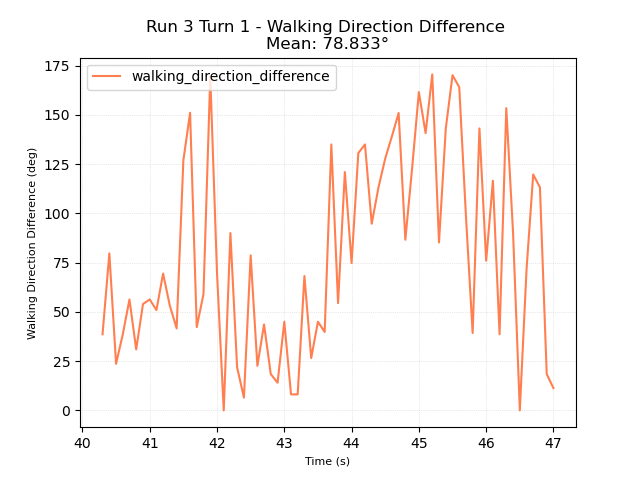 Run 3 Turn 1 - Walking Direction Difference
Mean: 78.833°
walking_direction_difference
175
150
125
100
75
50
25
0
Walking Direction Difference (deg)
40 41 42 43 44 45 46 47
Time (s)